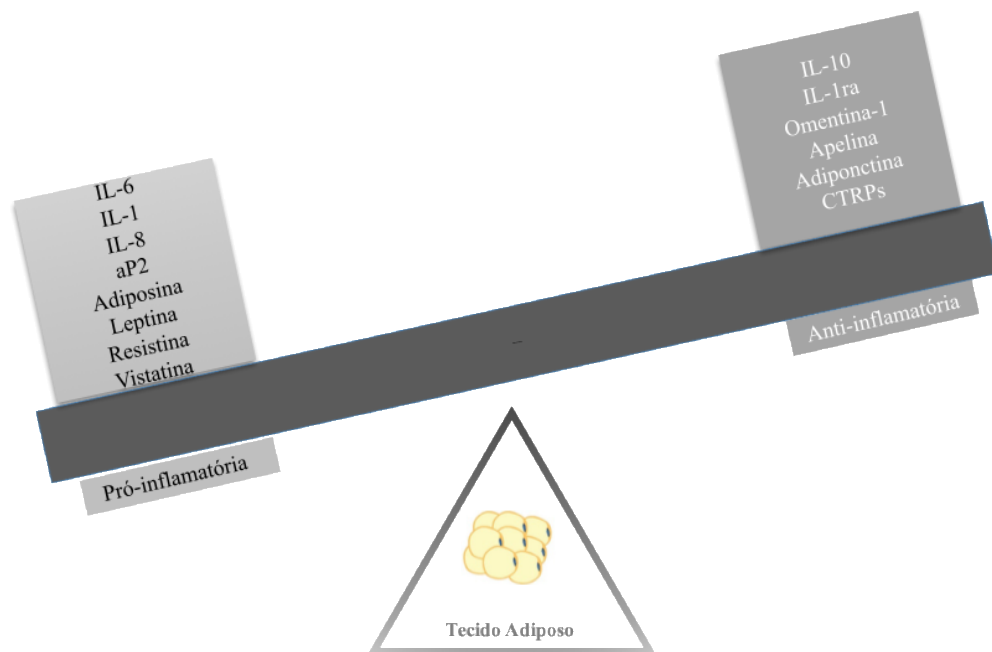 IL-6
IL-1
IL-8
aP2
Adiposina
Leptina
Resistina
Vistatina
Pró-inflamatória
IL-10
IL-1ra
Omentina-1
Apelina
Adiponctina
CTRPs
Anti-inflamatória
--
Tecido Adiposo